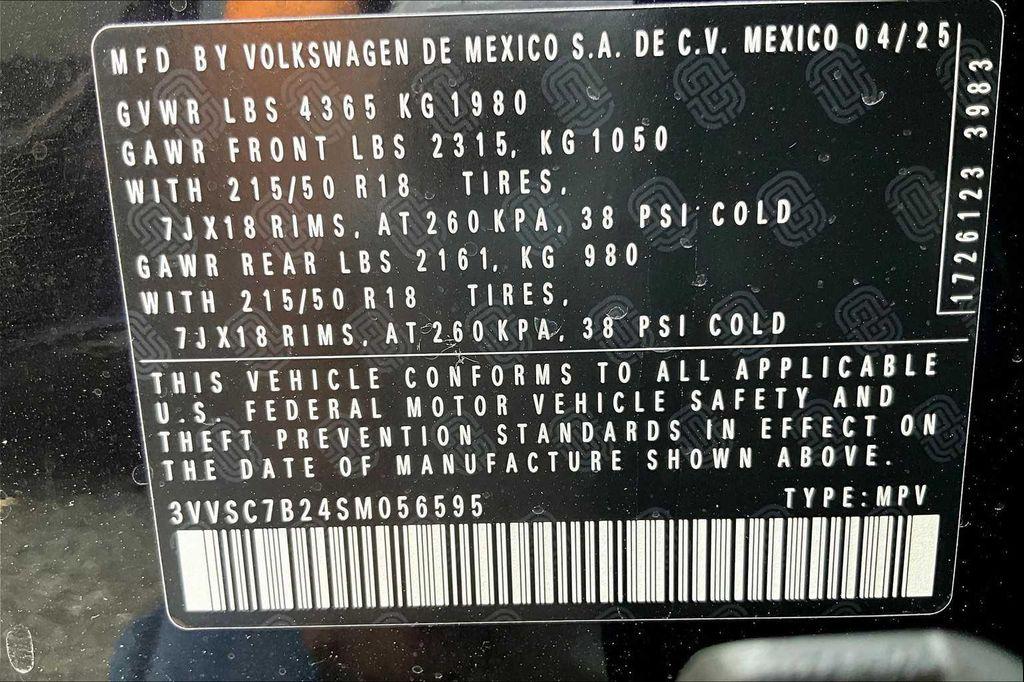 MFD BY VOLKSWAGEN DE MEXICO S.A. DE C.V. MEXICO 04/25
GVWR LBS 4365 KG 1980
GAWR FRONT LBS 2315, KG 1050
WITH 215/50 R18 TIRES,
7JX18 RIMS, AT 260 KPA, 38 PSI COLD
GAWR REAR LBS 2161, KG 980
WITH 215/50 R18 TIRES,
7JX18 RIMS, AT 260 KPA, 38 PSI COLD
1726123 3983
THIS VEHICLE CONFORMS TO ALL APPLICABLE
U.S. FEDERAL MOTOR VEHICLE SAFETY AND
THEFT PREVENTION STANDARDS IN EFFECT ON
THE DATE OF MANUFACTURE SHOWN ABOVE.
3VVSC7B24SM056595 TYPE: MPV